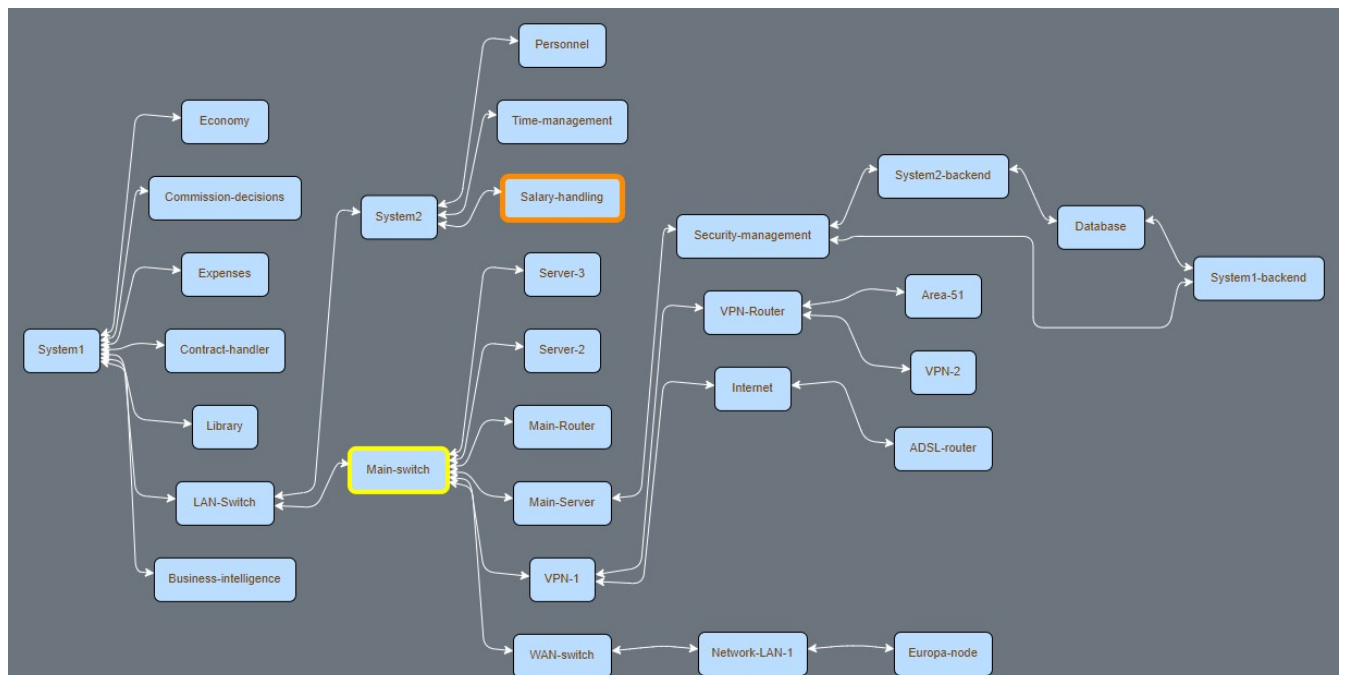 Personnel
Economy
Time-management
Commission-decisions
System2
Salary-handling
System2-backend
Security-management
Database
Expenses
Server-3
System1-backend
Area-51
VPN-Router
System1
Contract-handler
Server-2
VPN-2
Internet
Library
Main-Router
ADSL-router
Main-switch
LAN-Switch
Main-Server
Business-intelligence
VPN-1
WAN-switch
Network-LAN-1
Europa-node